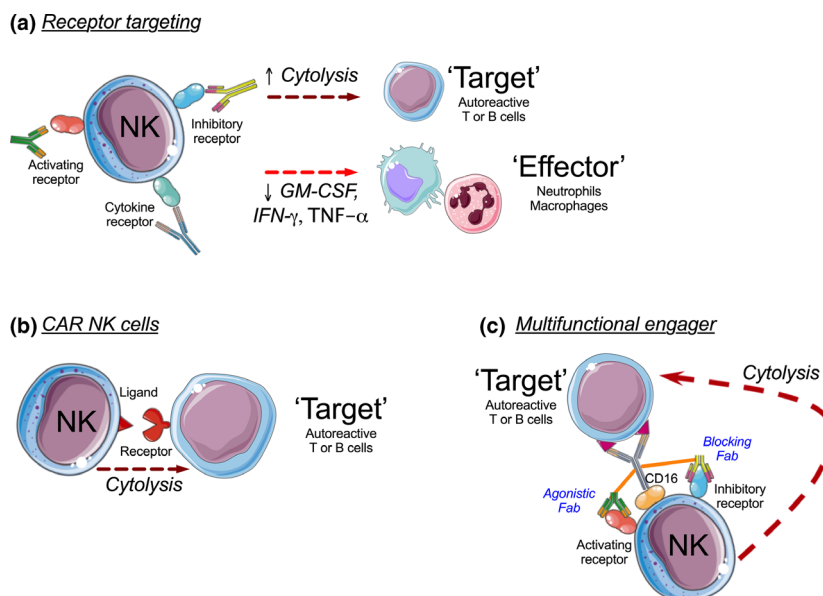 (a) Receptor targeting
NK
Activating
receptor
Inhibitory
receptor
Cytokine
receptor
↑ Cytolysis
'Target'
Autoreactive
T or B cells
↓ GM-CSF,
IFN-γ, TNF-α
'Effector'
Neutrophils
Macrophages
(b) CAR NK cells
NK
Ligand
Receptor
Cytolysis
'Target'
Autoreactive
T or B cells
(c) Multifunctional engager
'Target'
Autoreactive
T or B cells
Cytolysis
Blocking
Fab
CD16
Agonistic
Fab
Inhibitory
receptor
Activating
receptor
NK